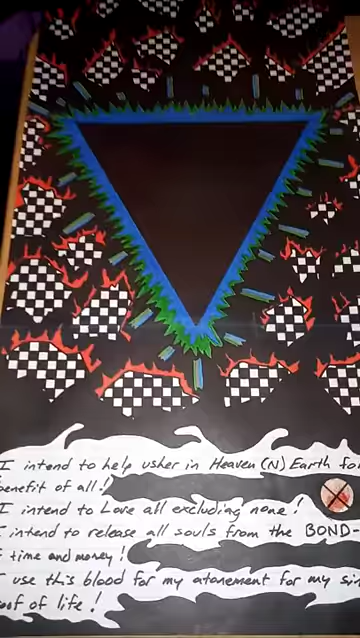 I intend to help usher in Heaven (N) Earth for
benefit of all!
I intend to Love all excluding none!
I intend to release all souls from the BOND-
f time and money!
I use this blood for my atonement for my sin
oof of life!